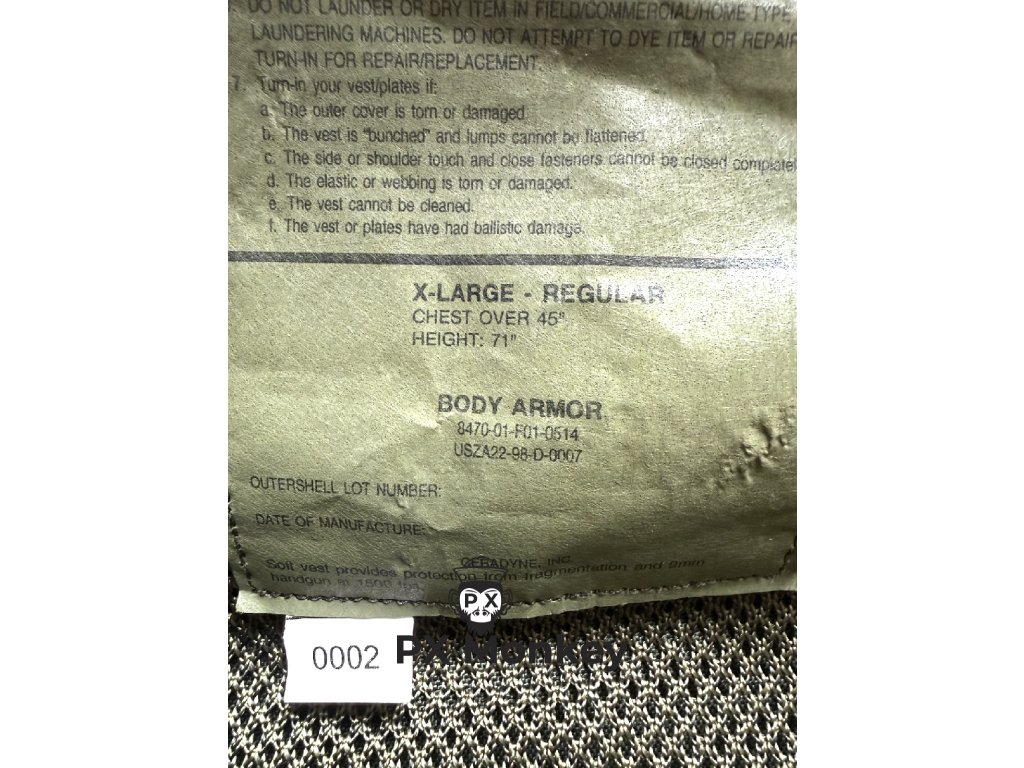 DO NOT LAUNDER OR DRY ITEM IN FIELD/COMMERCIAL/HOME TYPE
LAUNDERING MACHINES. DO NOT ATTEMPT TO DYE ITEM OR REPAIR
TURN-IN FOR REPAIR/REPLACEMENT.
7. Turn-in your vest/plates if:
a. The outer cover is torn or damaged.
b. The vest is "bunched" and lumps cannot be flattened.
c. The side or shoulder touch and close fasteners cannot be closed completel
d. The elastic or webbing is torn or damaged.
e. The vest cannot be cleaned.
f. The vest or plates have had ballistic damage.
X-LARGE - REGULAR
CHEST OVER 45"
HEIGHT: 71"
BODY ARMOR
8470-01-F01-0514
USZA22-98-D-0007
OUTERSHELL LOT NUMBER:
DATE OF MANUFACTURE:
CERADYNE, INC.
Soft vest provides protection from fragmentation and 9mm
handgun at 1500 fps
PX
0002 PX Monkey